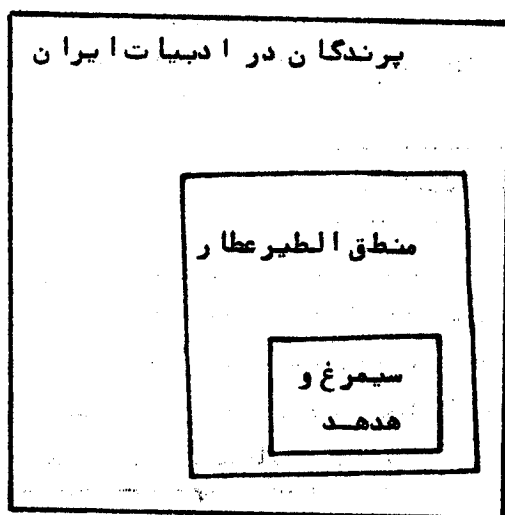 پرندگان در ادبیات ایران
منطق الطیر عطار
سیمرغ و
هدهد